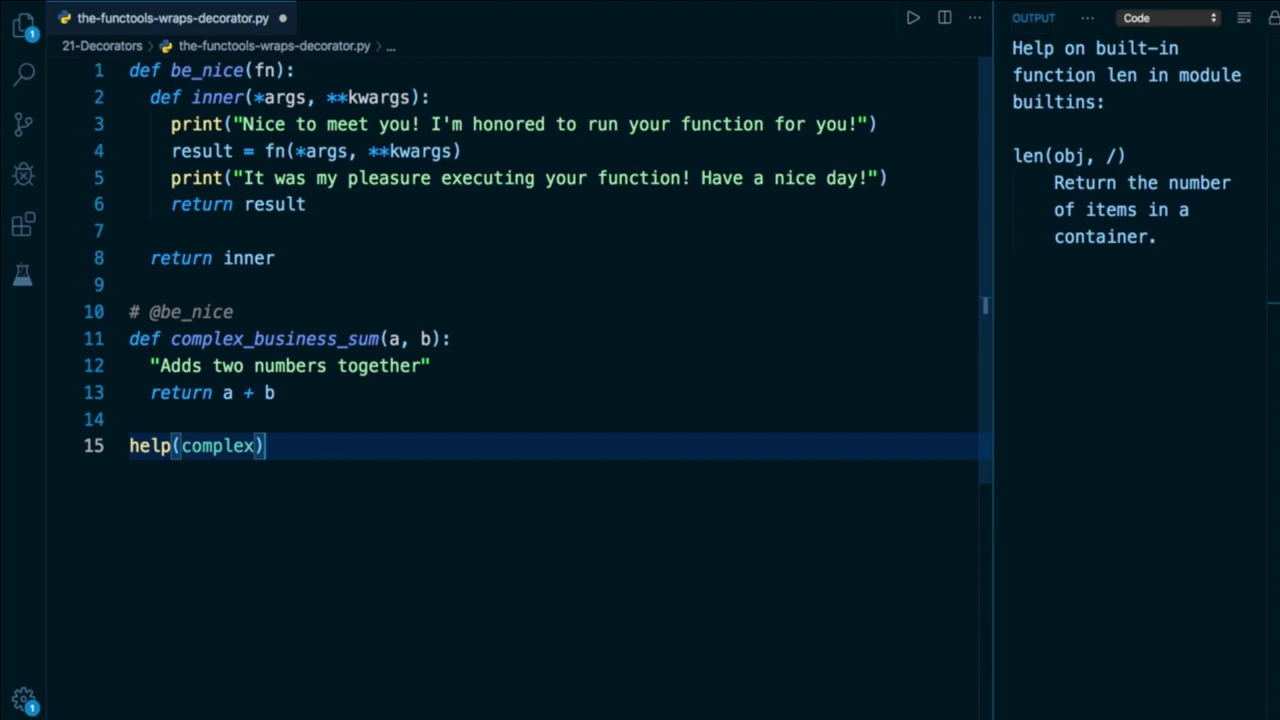 the-functools-wraps-decorator.py
OUTPUT
Code
21-Decorators
the-functools-wraps-decorator.py
...
1 def be_nice(fn):
2 def inner(*args, **kwargs):
3 print("Nice to meet you! I'm honored to run your function for you!")
4 result = fn(*args, **kwargs)
5 print("It was my pleasure executing your function! Have a nice day!")
6 return result
7
8 return inner
9
10 # @be_nice
11 def complex_business_sum(a, b):
12 "Adds two numbers together"
13 return a + b
14
15 help(complex)
Help on built-in
function len in module
builtins:
len(obj, /)
Return the number
of items in a
container.
1
1